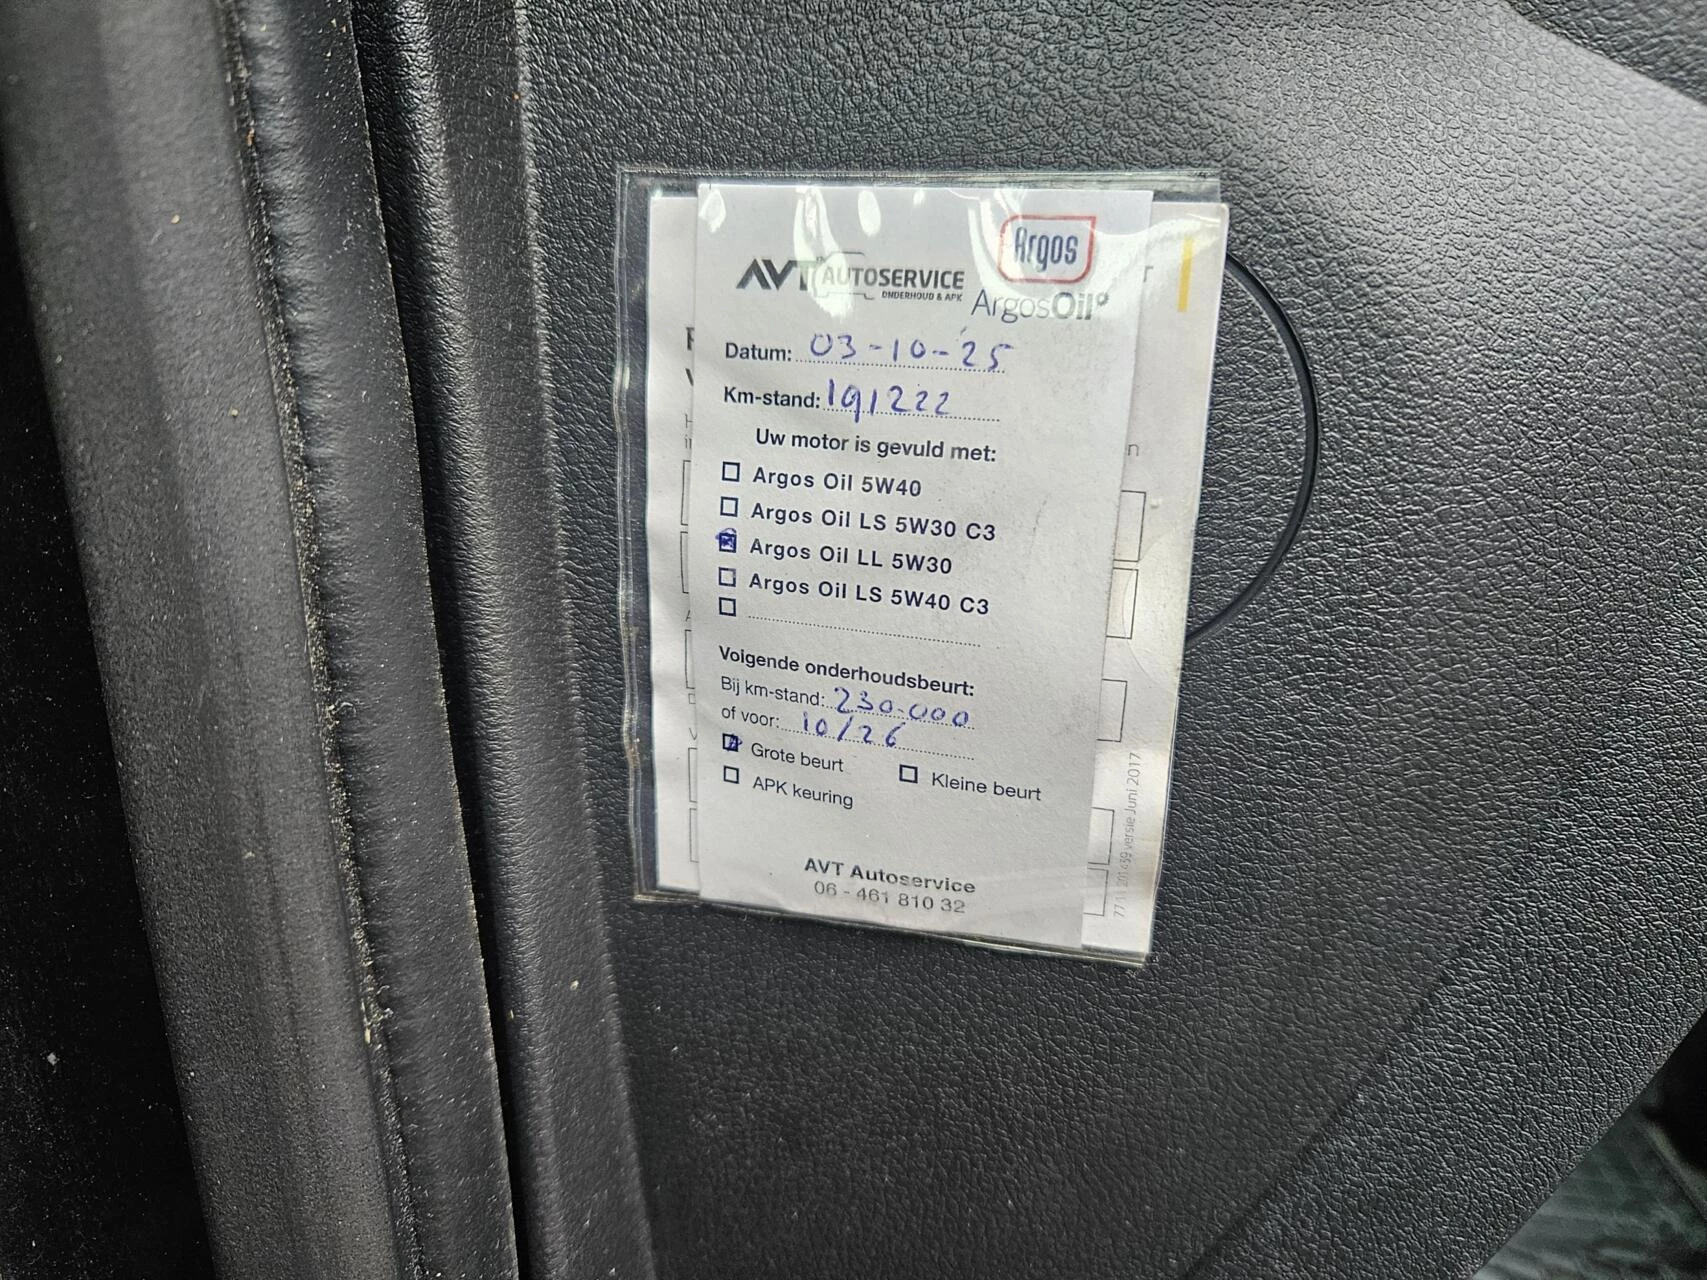 Argos
AVT AUTOSERVICE
ONDERHOUD & APK
ArgosOil
Datum: 03-10-25
Km-stand: 191222
Uw motor is gevuld met:
Argos Oil 5W40
Argos Oil LS 5W30 C3
Argos Oil LL 5W30
Argos Oil LS 5W40 C3
Volgende onderhoudsbeurt:
Bij km-stand: 230.000
of voor: 10/26
Grote beurt
Kleine beurt
APK keuring
AVT Autoservice
06 - 461 810 32
versie Juni 2017